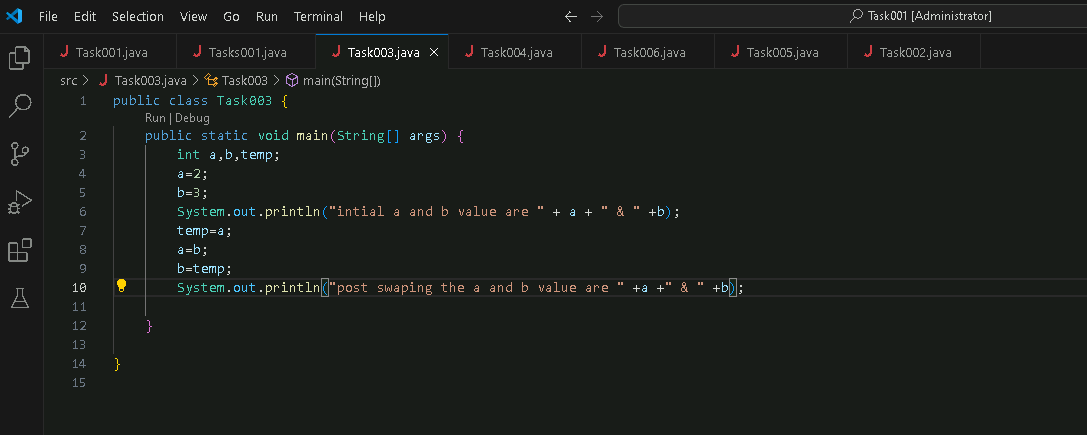 File Edit Selection View Go Run Terminal Help Task001 [Administrator]
Task001.java Tasks001.java Task003.java Task004.java Task006.java Task005.java Task002.java
src > Task003.java > Task003 > main(String[])
1 public class Task003 {
Run | Debug
2 public static void main(String[] args) {
3 int a,b,temp;
4 a=2;
5 b=3;
6 System.out.println("intial a and b value are " + a + " & " +b);
7 temp=a;
8 a=b;
9 b=temp;
10 System.out.println("post swaping the a and b value are " +a +" & " +b);
11
12 }
13
14 }
15